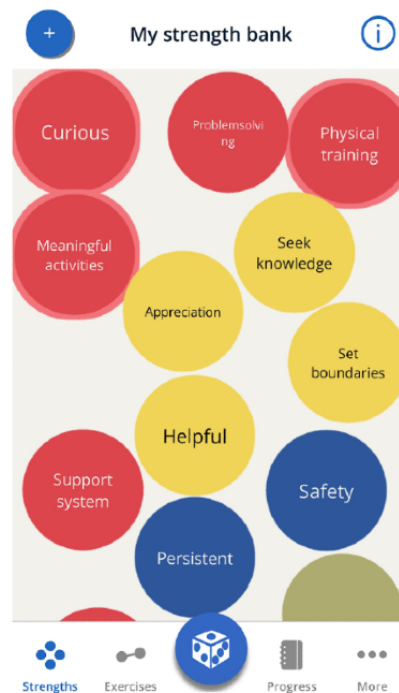 +
My strength bank
i
Curious
Problemsolvi
ng
Physical
training
Meaningful
activities
Seek
knowledge
Appreciation
Set
boundaries
Helpful
Support
system
Safety
Persistent
Strengths
Exercises
Progress
More